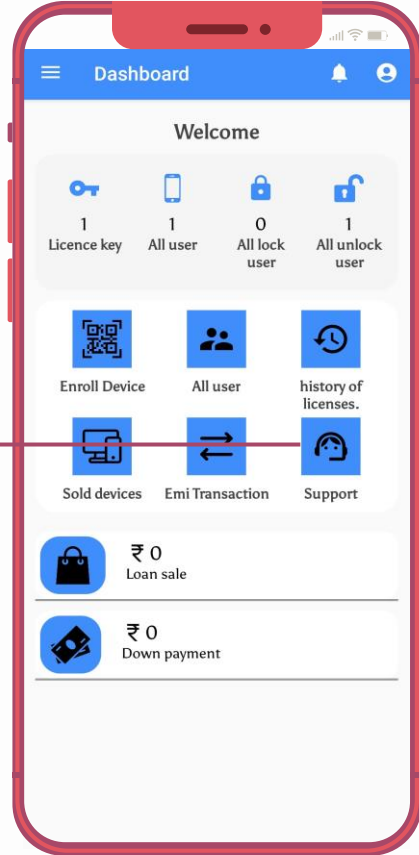 Dashboard
Welcome
1 1 0 1
Licence key All user All lock All unlock
user user
Enroll Device All user history of
licenses.
Sold devices Emi Transaction Support
₹ 0
Loan sale
₹ 0
Down payment